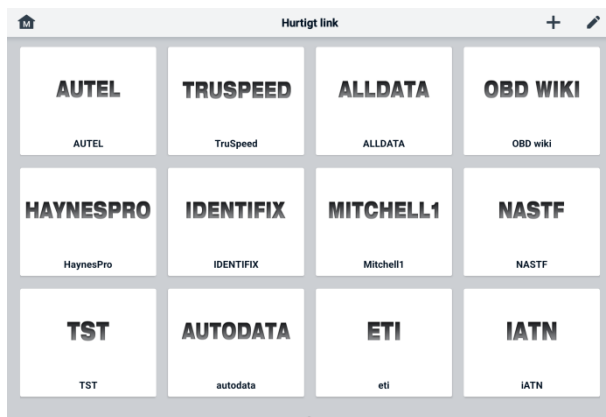 M
Hurtigt link
AUTEL
TRUSPEED
ALLDATA
OBD WIKI
AUTEL
TruSpeed
ALLDATA
OBD wiki
HAYNESPRO
IDENTIFIX
MITCHELL1
NASTF
HaynesPro
IDENTIFIX
Mitchell1
NASTF
TST
AUTODATA
ETI
IATN
TST
autodata
eti
iATN